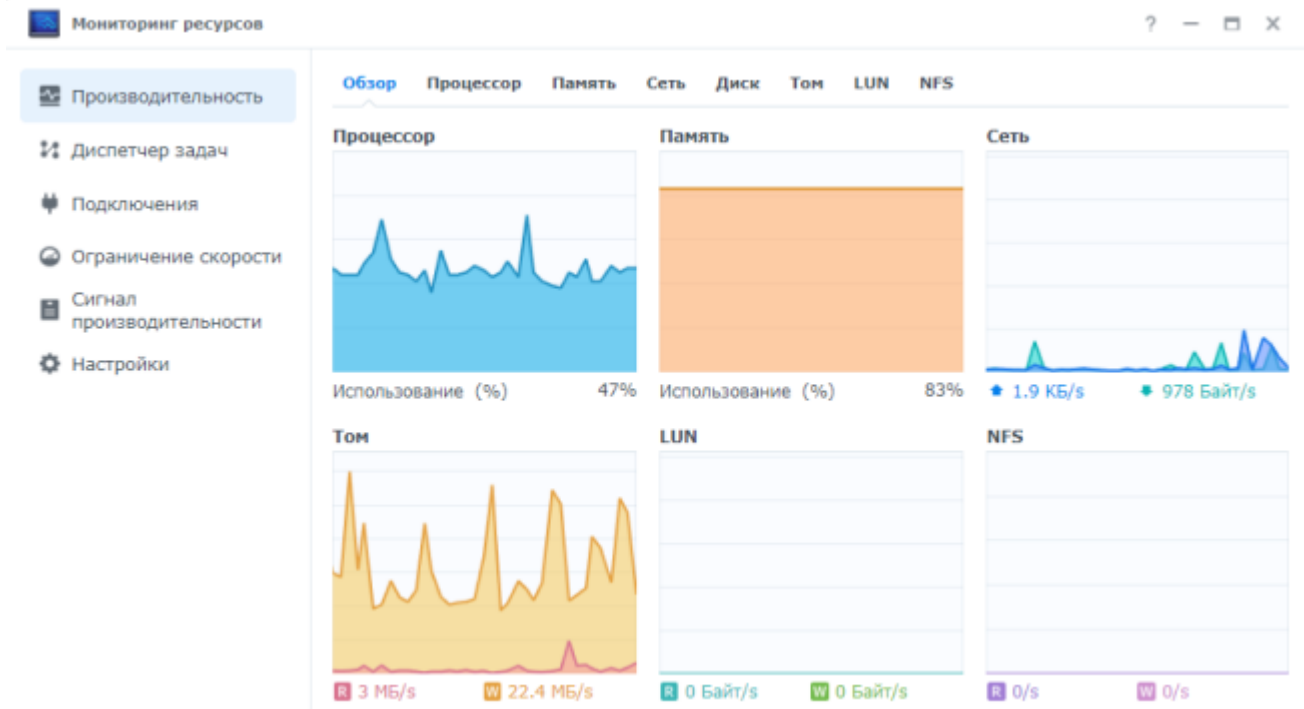 Мониторинг ресурсов
?
Производительность
Диспетчер задач
Подключения
Ограничение скорости
Сигнал
производительности
Настройки
Обзор Процессор Память Сеть Диск Том LUN NFS
Процессор Память Сеть
Использование (%) 47% Использование (%) 83% 1.9 КБ/s 978 Байт/s
Том LUN NFS
R 3 МБ/s W 22.4 МБ/s R 0 Байт/s W 0 Байт/s R 0/s W 0/s